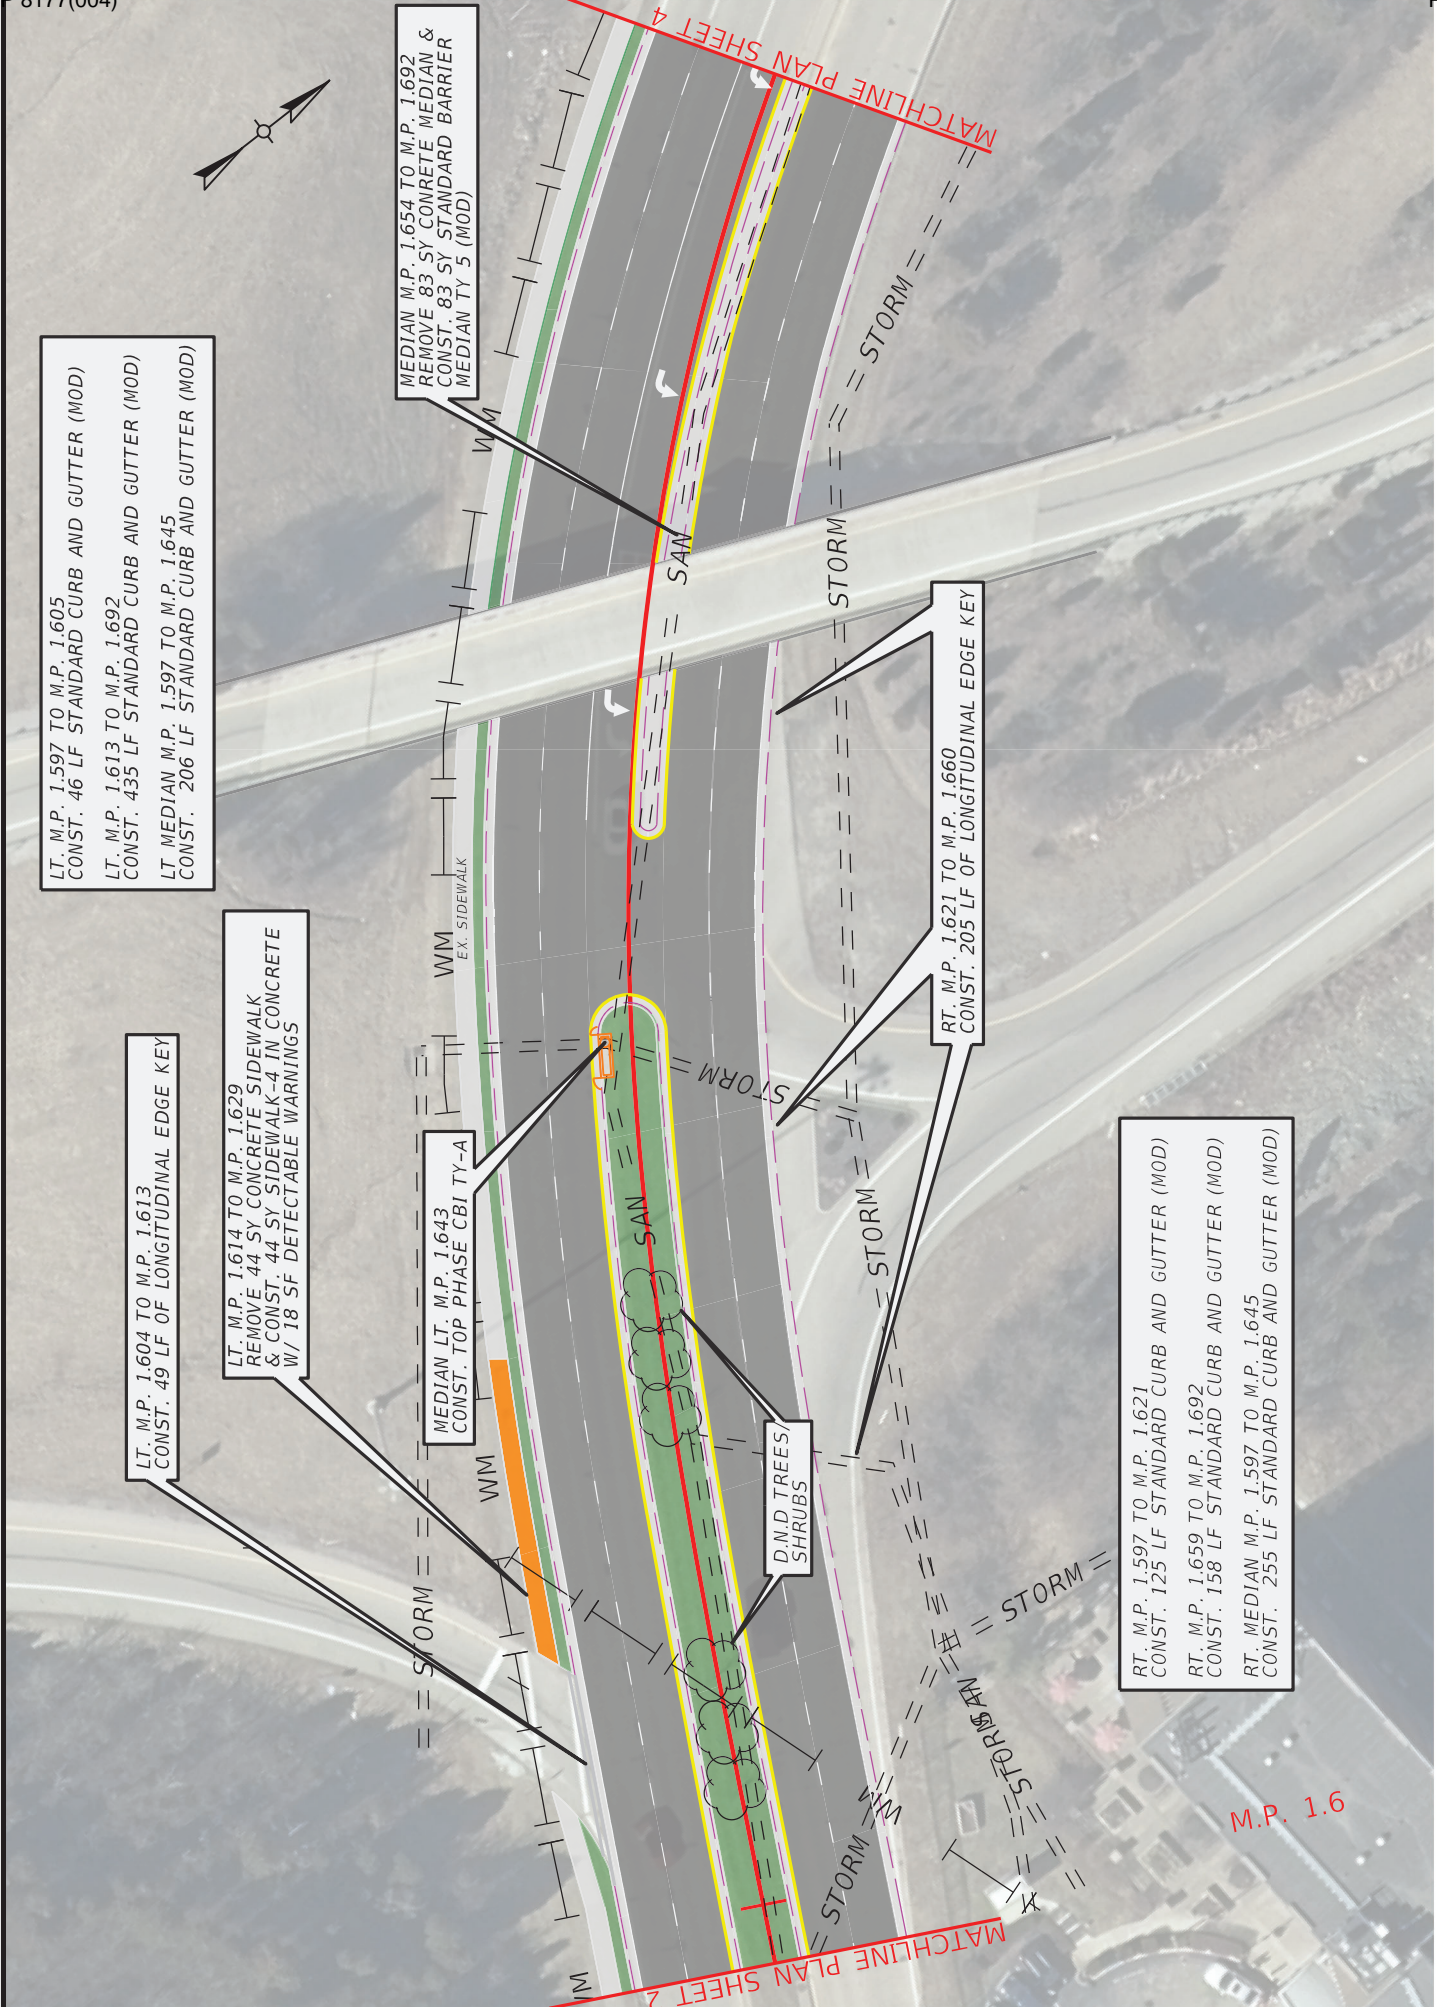 P 8177(004)
MATCHLINE PLAN SHEET 4
MEDIAN M.P. 1.654 TO M.P. 1.692
REMOVE 83 SY CONRETE MEDIAN &
CONST. 83 SY STANDARD BARRIER
MEDIAN TY 5 (MOD)
LT. M.P. 1.597 TO M.P. 1.605
CONST. 46 LF STANDARD CURB AND GUTTER (MOD)
LT. M.P. 1.613 TO M.P. 1.692
CONST. 435 LF STANDARD CURB AND GUTTER (MOD)
LT MEDIAN M.P. 1.597 TO M.P. 1.645
CONST. 206 LF STANDARD CURB AND GUTTER (MOD)
STORM
WM
SAN
STORM
RT. M.P. 1.621 TO M.P. 1.660
CONST. 205 LF OF LONGITUDINAL EDGE KEY
WM
EX. SIDEWALK
LT. M.P. 1.604 TO M.P. 1.613
CONST. 49 LF OF LONGITUDINAL EDGE KEY
LT. M.P. 1.614 TO M.P. 1.629
REMOVE 44 SY CONCRETE SIDEWALK
& CONST. 44 SY SIDEWALK-4 IN CONCRETE
W/ 18 SF DETECTABLE WARNINGS
MEDIAN LT. M.P. 1.643
CONST. TOP PHASE CBI TY-A
STORM
SAN
STORM
RT. M.P. 1.597 TO M.P. 1.621
CONST. 125 LF STANDARD CURB AND GUTTER (MOD)
RT. M.P. 1.659 TO M.P. 1.692
CONST. 158 LF STANDARD CURB AND GUTTER (MOD)
RT. MEDIAN M.P. 1.597 TO M.P. 1.645
CONST. 255 LF STANDARD CURB AND GUTTER (MOD)
WM
D.N.D TREES/
SHRUBS
STORM
STORM
SAN
STORM
WM
STORM
M.P. 1.6
MATCHLINE PLAN SHEET 2